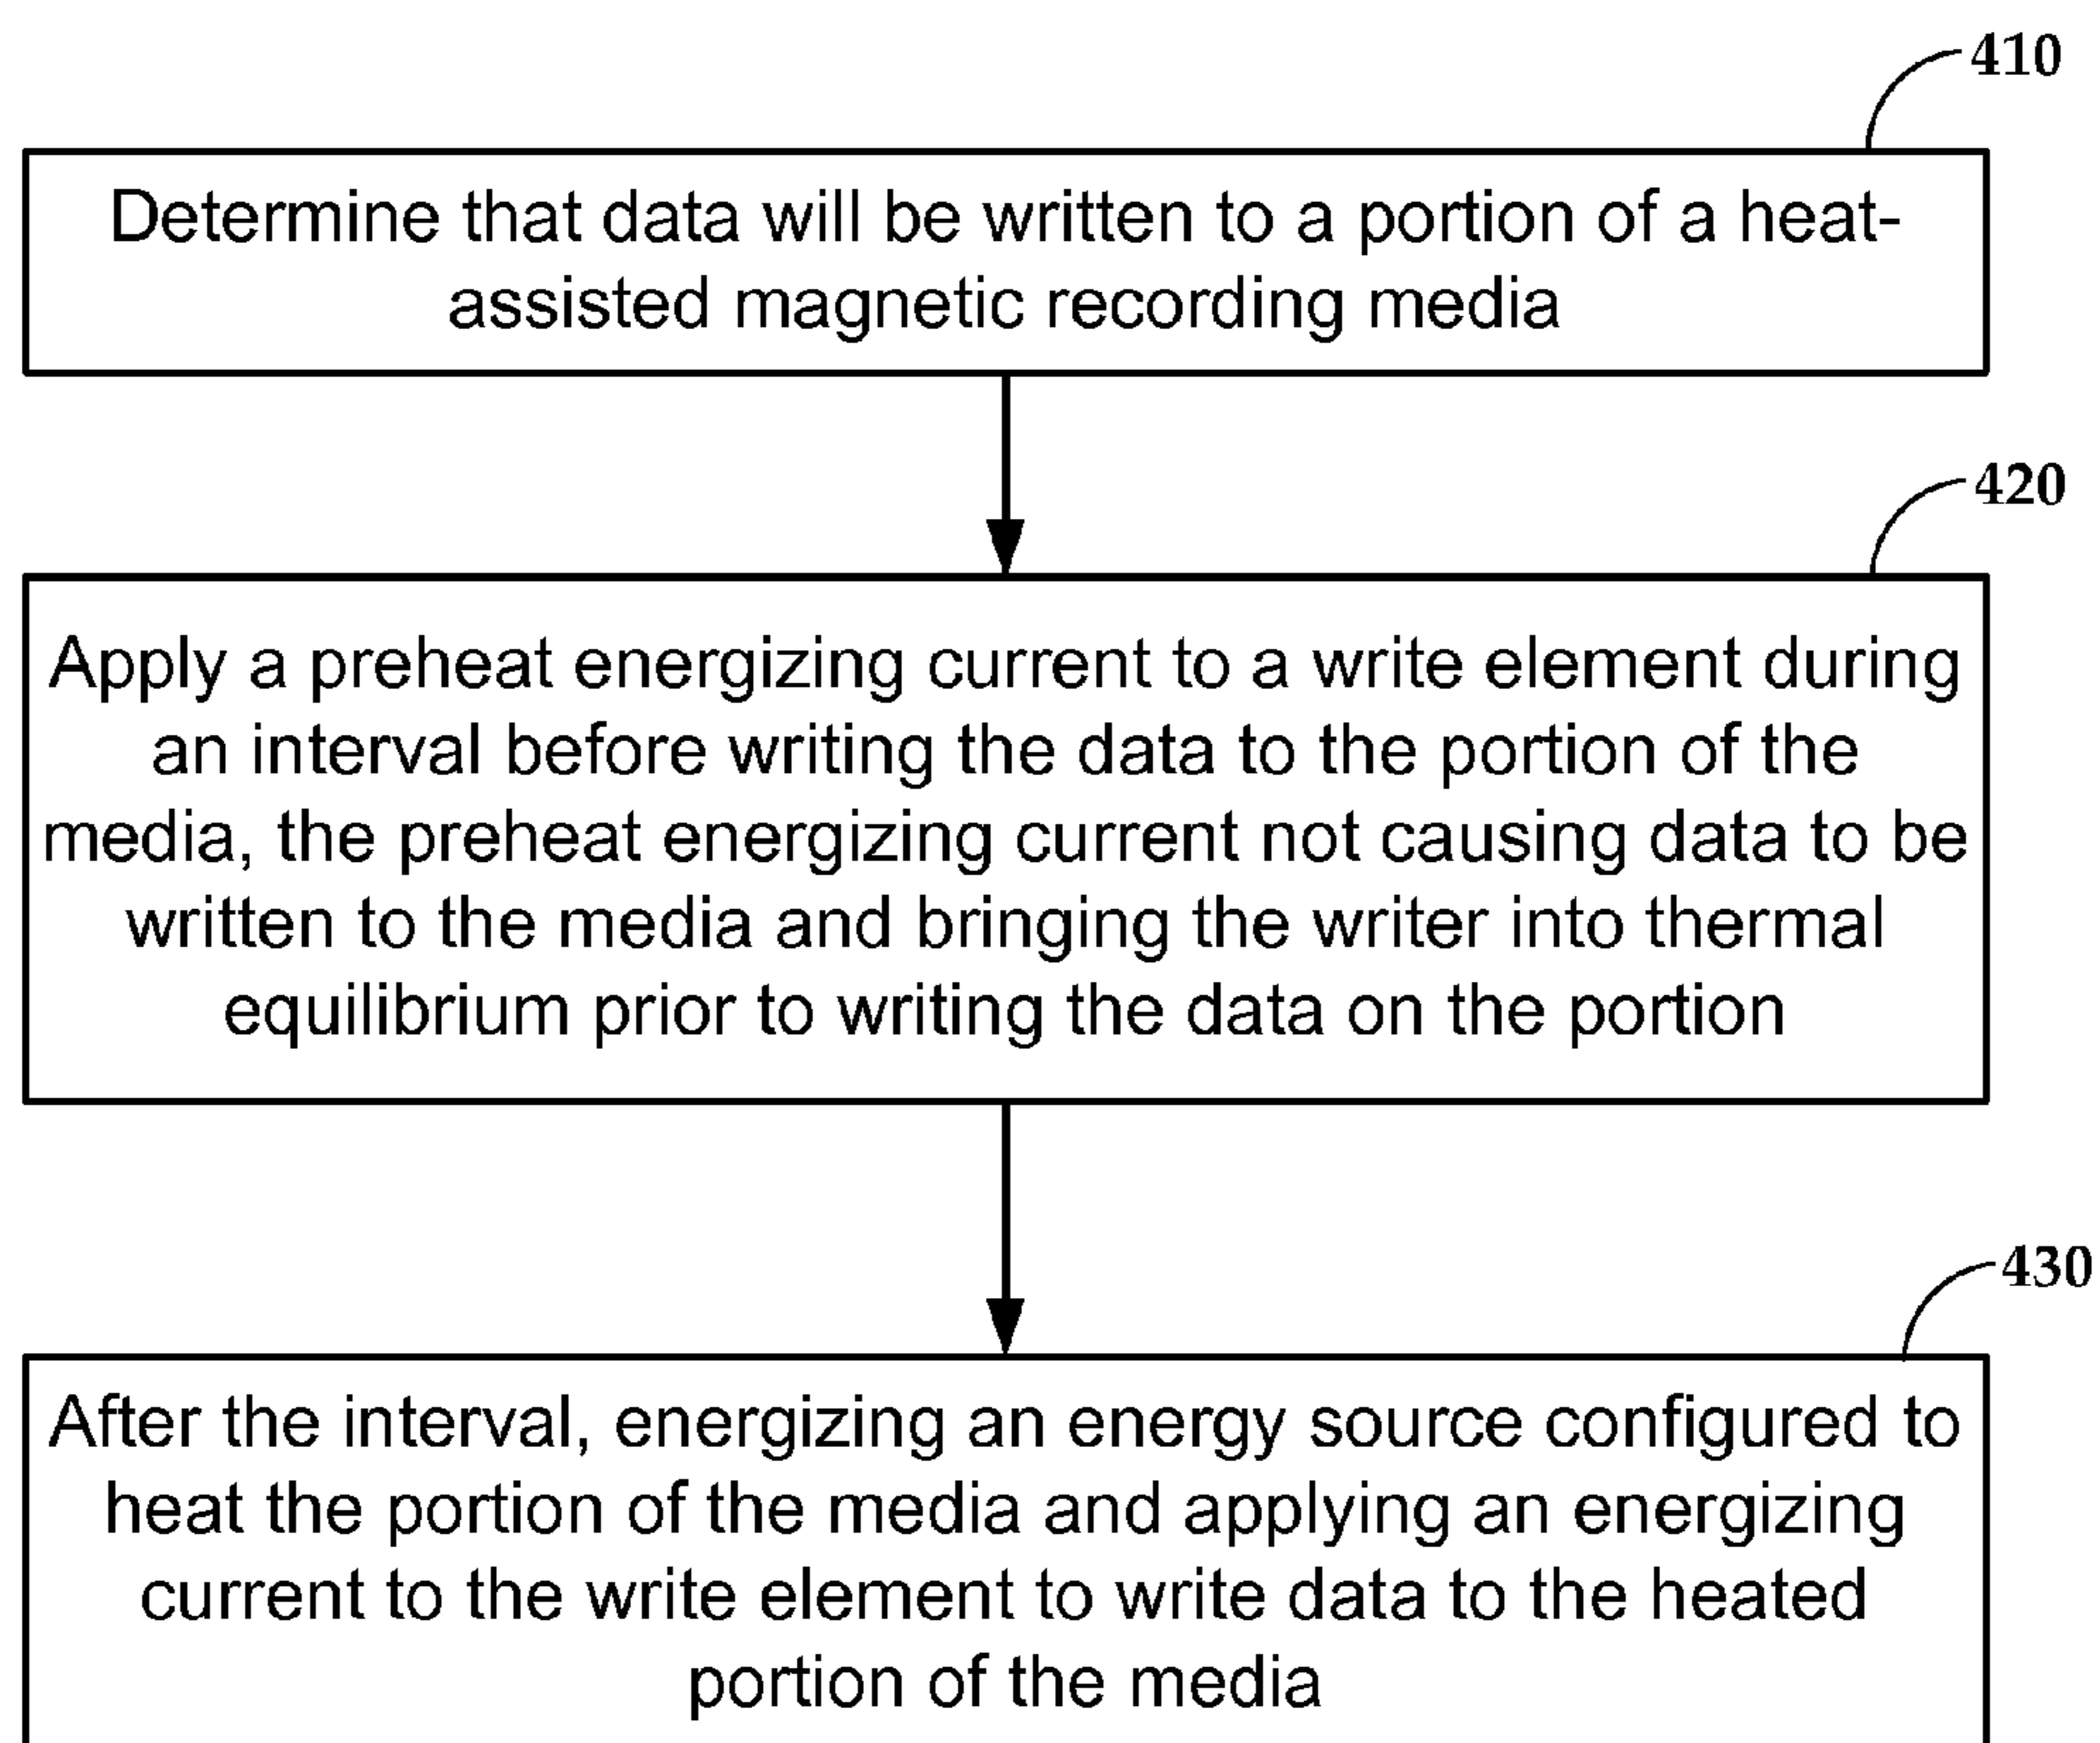 410
Determine that data will be written to a portion of a heat-
assisted magnetic recording media
420
Apply a preheat energizing current to a write element during
an interval before writing the data to the portion of the
media, the preheat energizing current not causing data to be
written to the media and bringing the writer into thermal
equilibrium prior to writing the data on the portion
430
After the interval, energizing an energy source configured to
heat the portion of the media and applying an energizing
current to the write element to write data to the heated
portion of the media